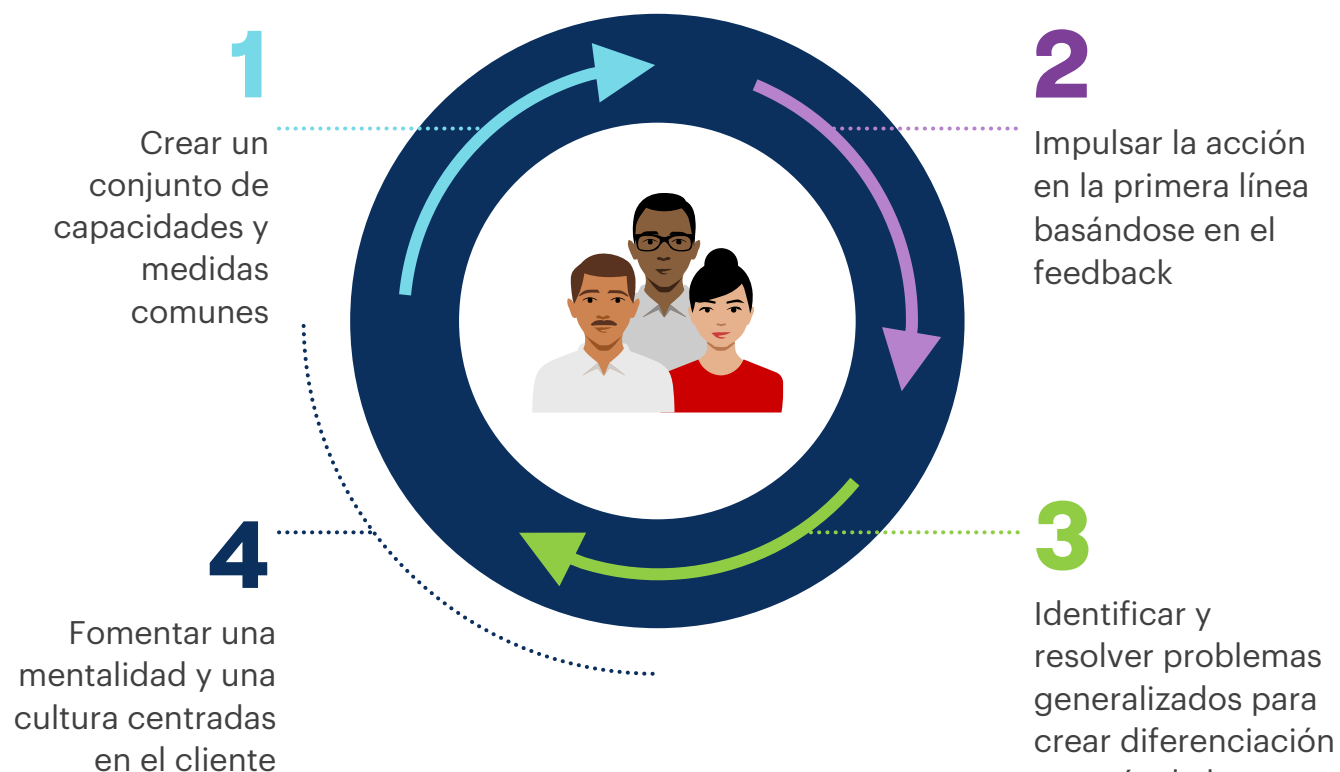 1
Crear un
conjunto de
capacidades y
medidas
comunes
2
Impulsar la acción
en la primera línea
basándose en el
feedback
3
Identificar y
resolver problemas
generalizados para
crear diferenciación
4
Fomentar una
mentalidad y una
cultura centradas
en el cliente